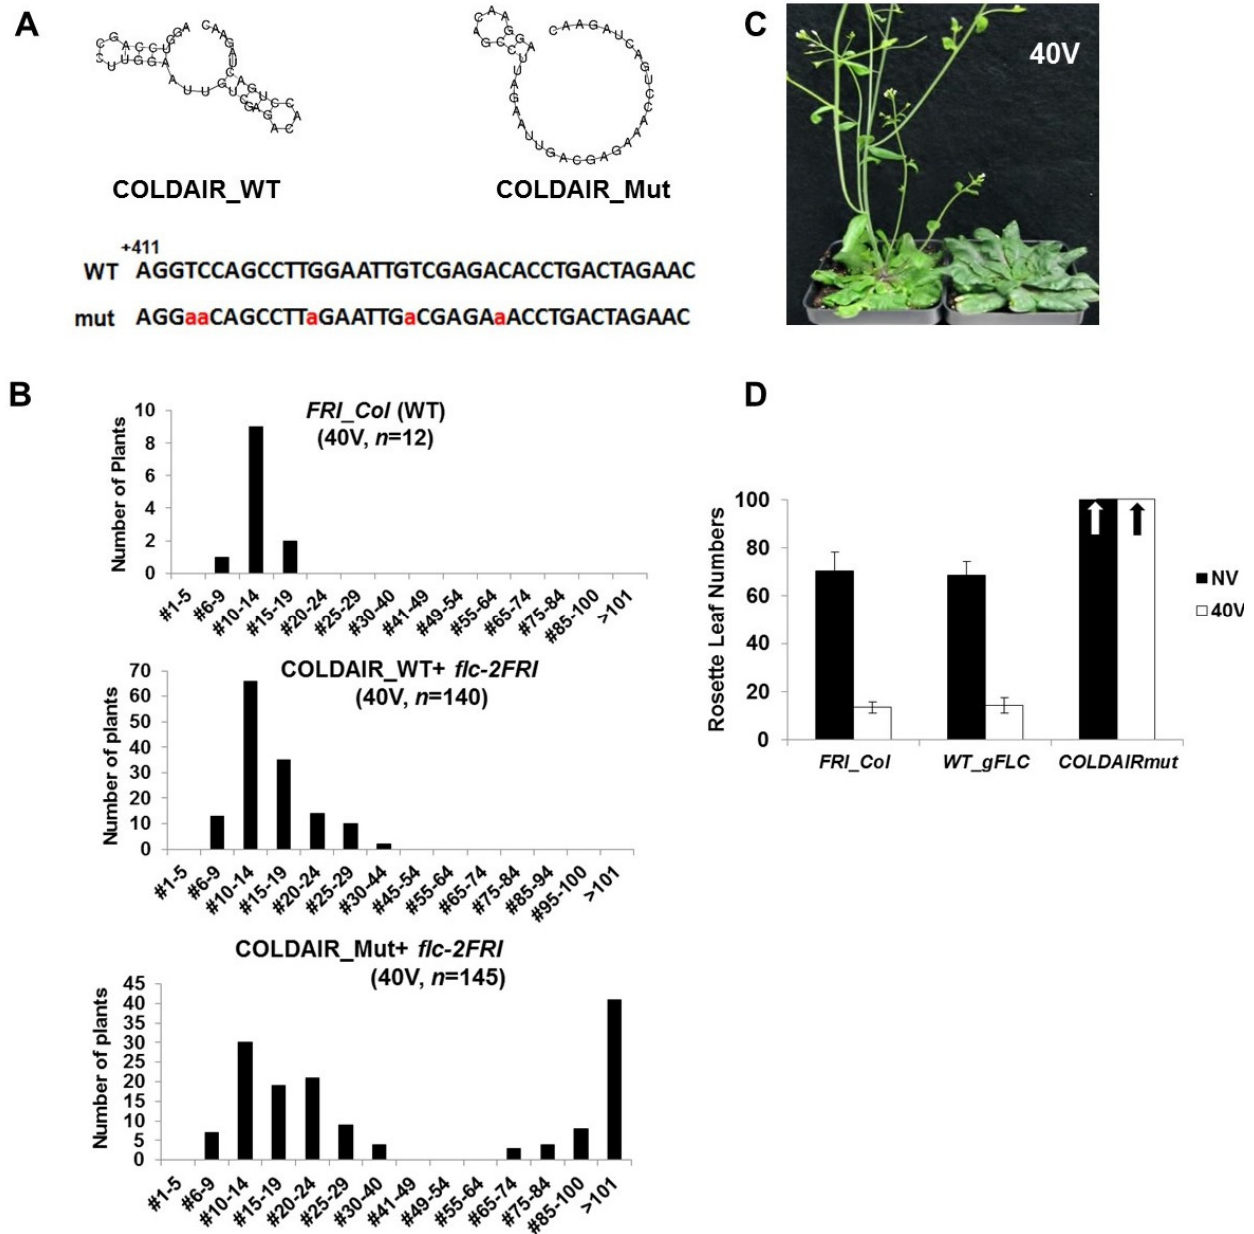 A
COLDAIR_WT
COLDAIR_Mut
+411
WT AGGTCCAGCCTTGGAATTGTCGAGACACCTGACTAGAAC
mut AGGaaCAGCCTTaGAATTGaCGAGAaACCTGACTAGAAC
C
40V
B
FRI_Col (WT)
(40V, n=12)
Number of Plants
10
8
6
4
2
0
#1-5 #6-9 #10-14 #15-19 #20-24 #25-29 #30-40 #41-49 #49-54 #55-64 #65-74 #75-84 #85-100 >101
COLDAIR_WT+ flc-2FRI
(40V, n=140)
Number of plants
70
60
50
40
30
20
10
0
#1-5 #6-9 #10-14 #15-19 #20-24 #25-29 #30-44 #45-54 #55-64 #65-74 #75-84 #85-94 #95-100 >101
COLDAIR_Mut+ flc-2FRI
(40V, n=145)
Number of plants
45
40
35
30
25
20
15
10
5
0
#1-5 #6-9 #10-14 #15-19 #20-24 #25-29 #30-40 #41-49 #49-54 #55-64 #65-74 #75-84 #85-100 >101
D
Rosette Leaf Numbers
100
80
60
40
20
0
FRI_Col WT_gFLC COLDAIRmut
NV
40V